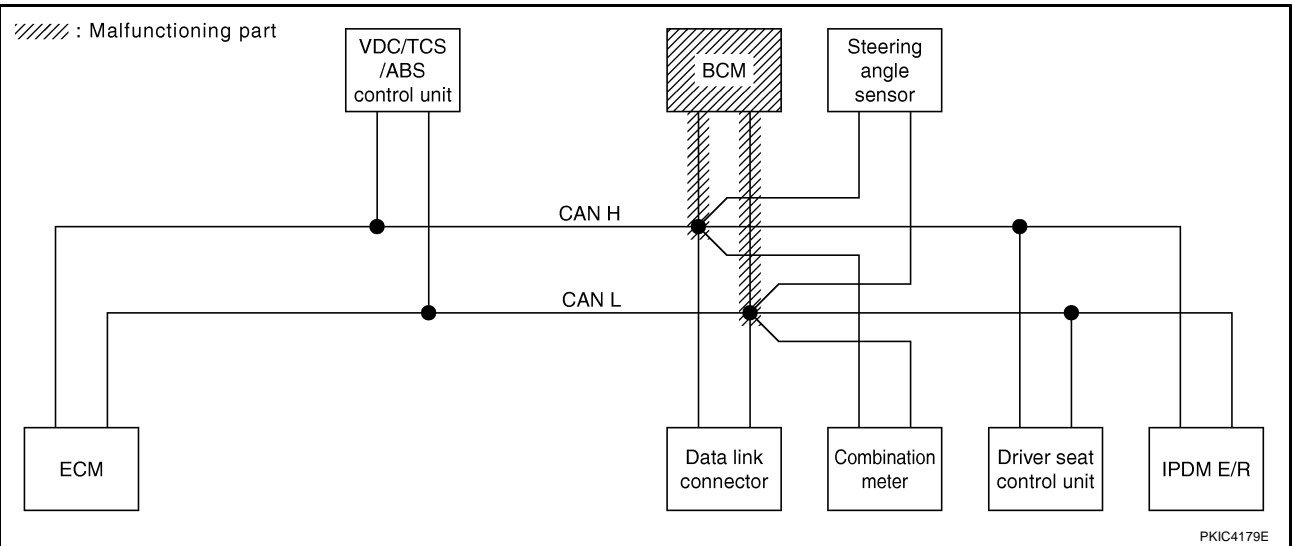 : Malfunctioning part
VDC/TCS
/ABS
control unit
BCM
Steering
angle
sensor
CAN H
CAN L
ECM
Data link
connector
Combination
meter
Driver seat
control unit
IPDM E/R
PKIC4179E